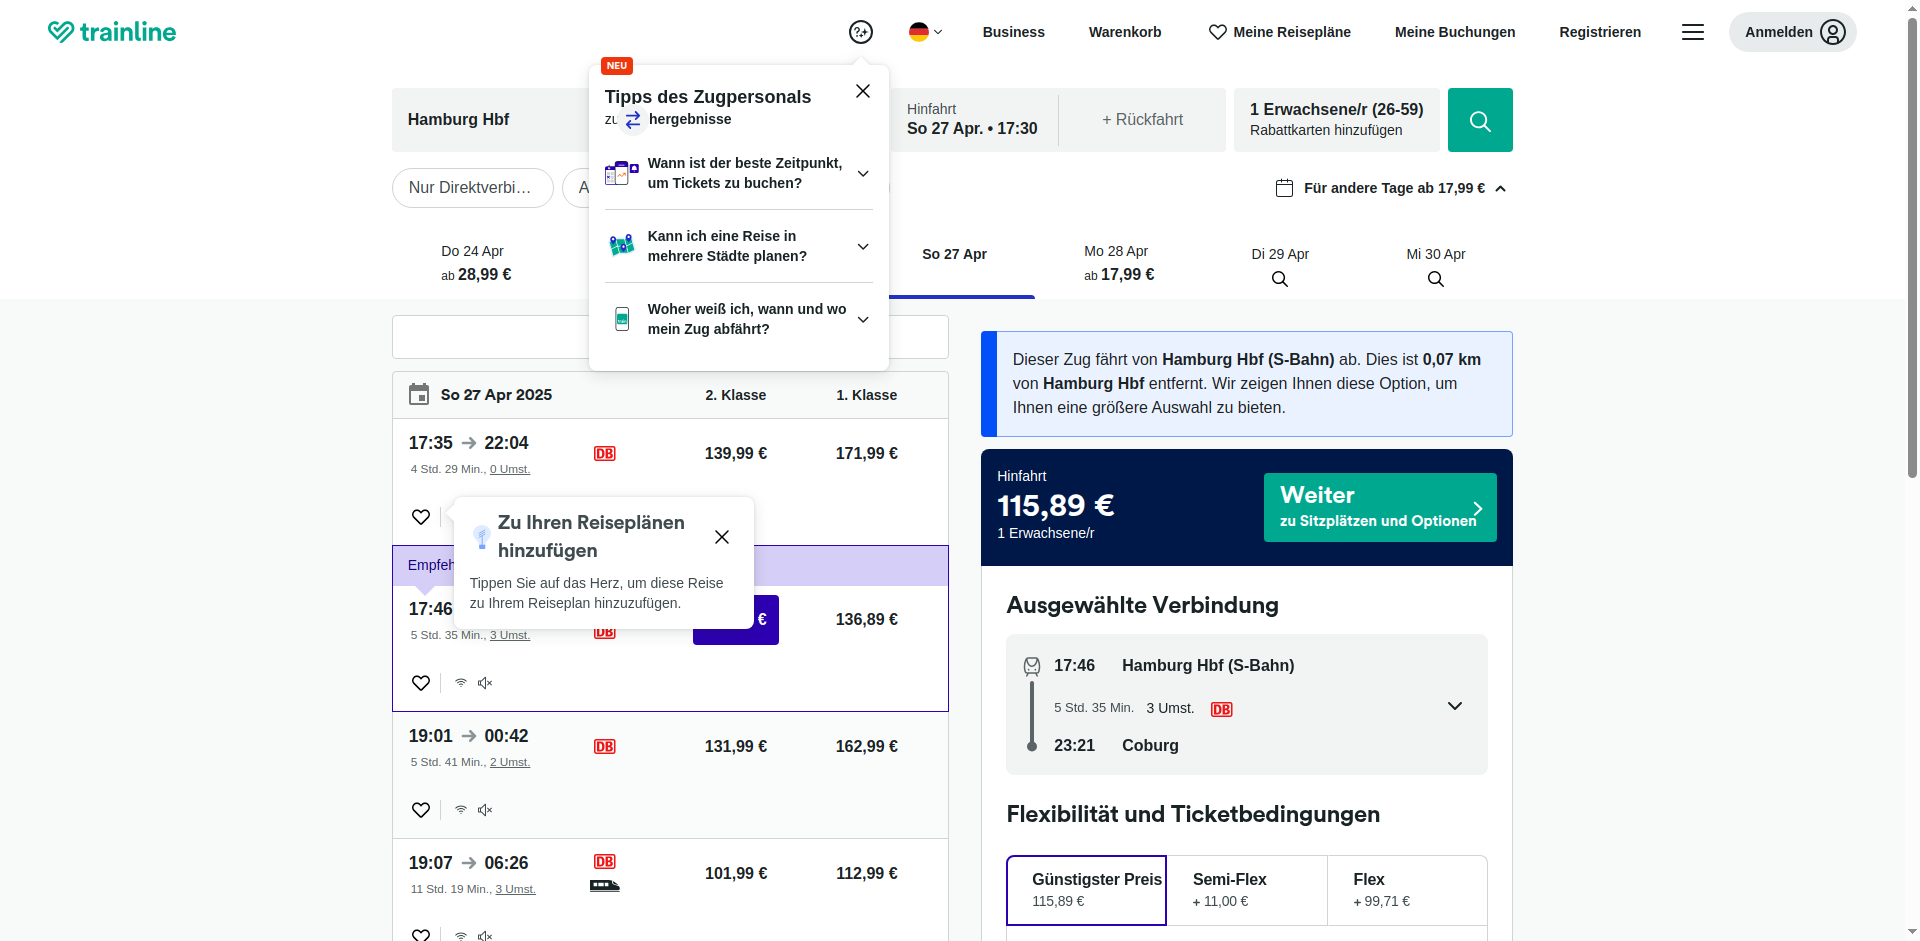 trainline
Business
Warenkorb
Meine Reisepläne
Meine Buchungen
Registrieren
Anmelden
NEU
Tipps des Zugpersonals
zu
hergebnisse
Wann ist der beste Zeitpunkt,
um Tickets zu buchen?
Kann ich eine Reise in
mehrere Städte planen?
Woher weiß ich, wann und wo
mein Zug abfährt?
Hamburg Hbf
Hinfahrt
So 27 Apr. • 17:30
+ Rückfahrt
1 Erwachsene/r (26-59)
Rabattkarten hinzufügen
Nur Direktverbi…
A
Für andere Tage ab 17,99 €
Do 24 Apr
ab 28,99 €
So 27 Apr
Mo 28 Apr
ab 17,99 €
Di 29 Apr
Mi 30 Apr
So 27 Apr 2025
2. Klasse
1. Klasse
17:35 → 22:04
DB
139,99 €
171,99 €
4 Std. 29 Min., 0 Umst.
Zu Ihren Reiseplänen
hinzufügen
Tippen Sie auf das Herz, um diese Reise
zu Ihrem Reiseplan hinzuzufügen.
Empfeh
17:46
DB
€
136,89 €
5 Std. 35 Min., 3 Umst.
19:01 → 00:42
DB
131,99 €
162,99 €
5 Std. 41 Min., 2 Umst.
19:07 → 06:26
DB
101,99 €
112,99 €
11 Std. 19 Min., 3 Umst.
Dieser Zug fährt von Hamburg Hbf (S-Bahn) ab. Dies ist 0,07 km
von Hamburg Hbf entfernt. Wir zeigen Ihnen diese Option, um
Ihnen eine größere Auswahl zu bieten.
Hinfahrt
115,89 €
1 Erwachsene/r
Weiter
zu Sitzplätzen und Optionen
Ausgewählte Verbindung
17:46 Hamburg Hbf (S-Bahn)
5 Std. 35 Min. 3 Umst. DB
23:21 Coburg
Flexibilität und Ticketbedingungen
Günstigster Preis
115,89 €
Semi-Flex
+ 11,00 €
Flex
+ 99,71 €